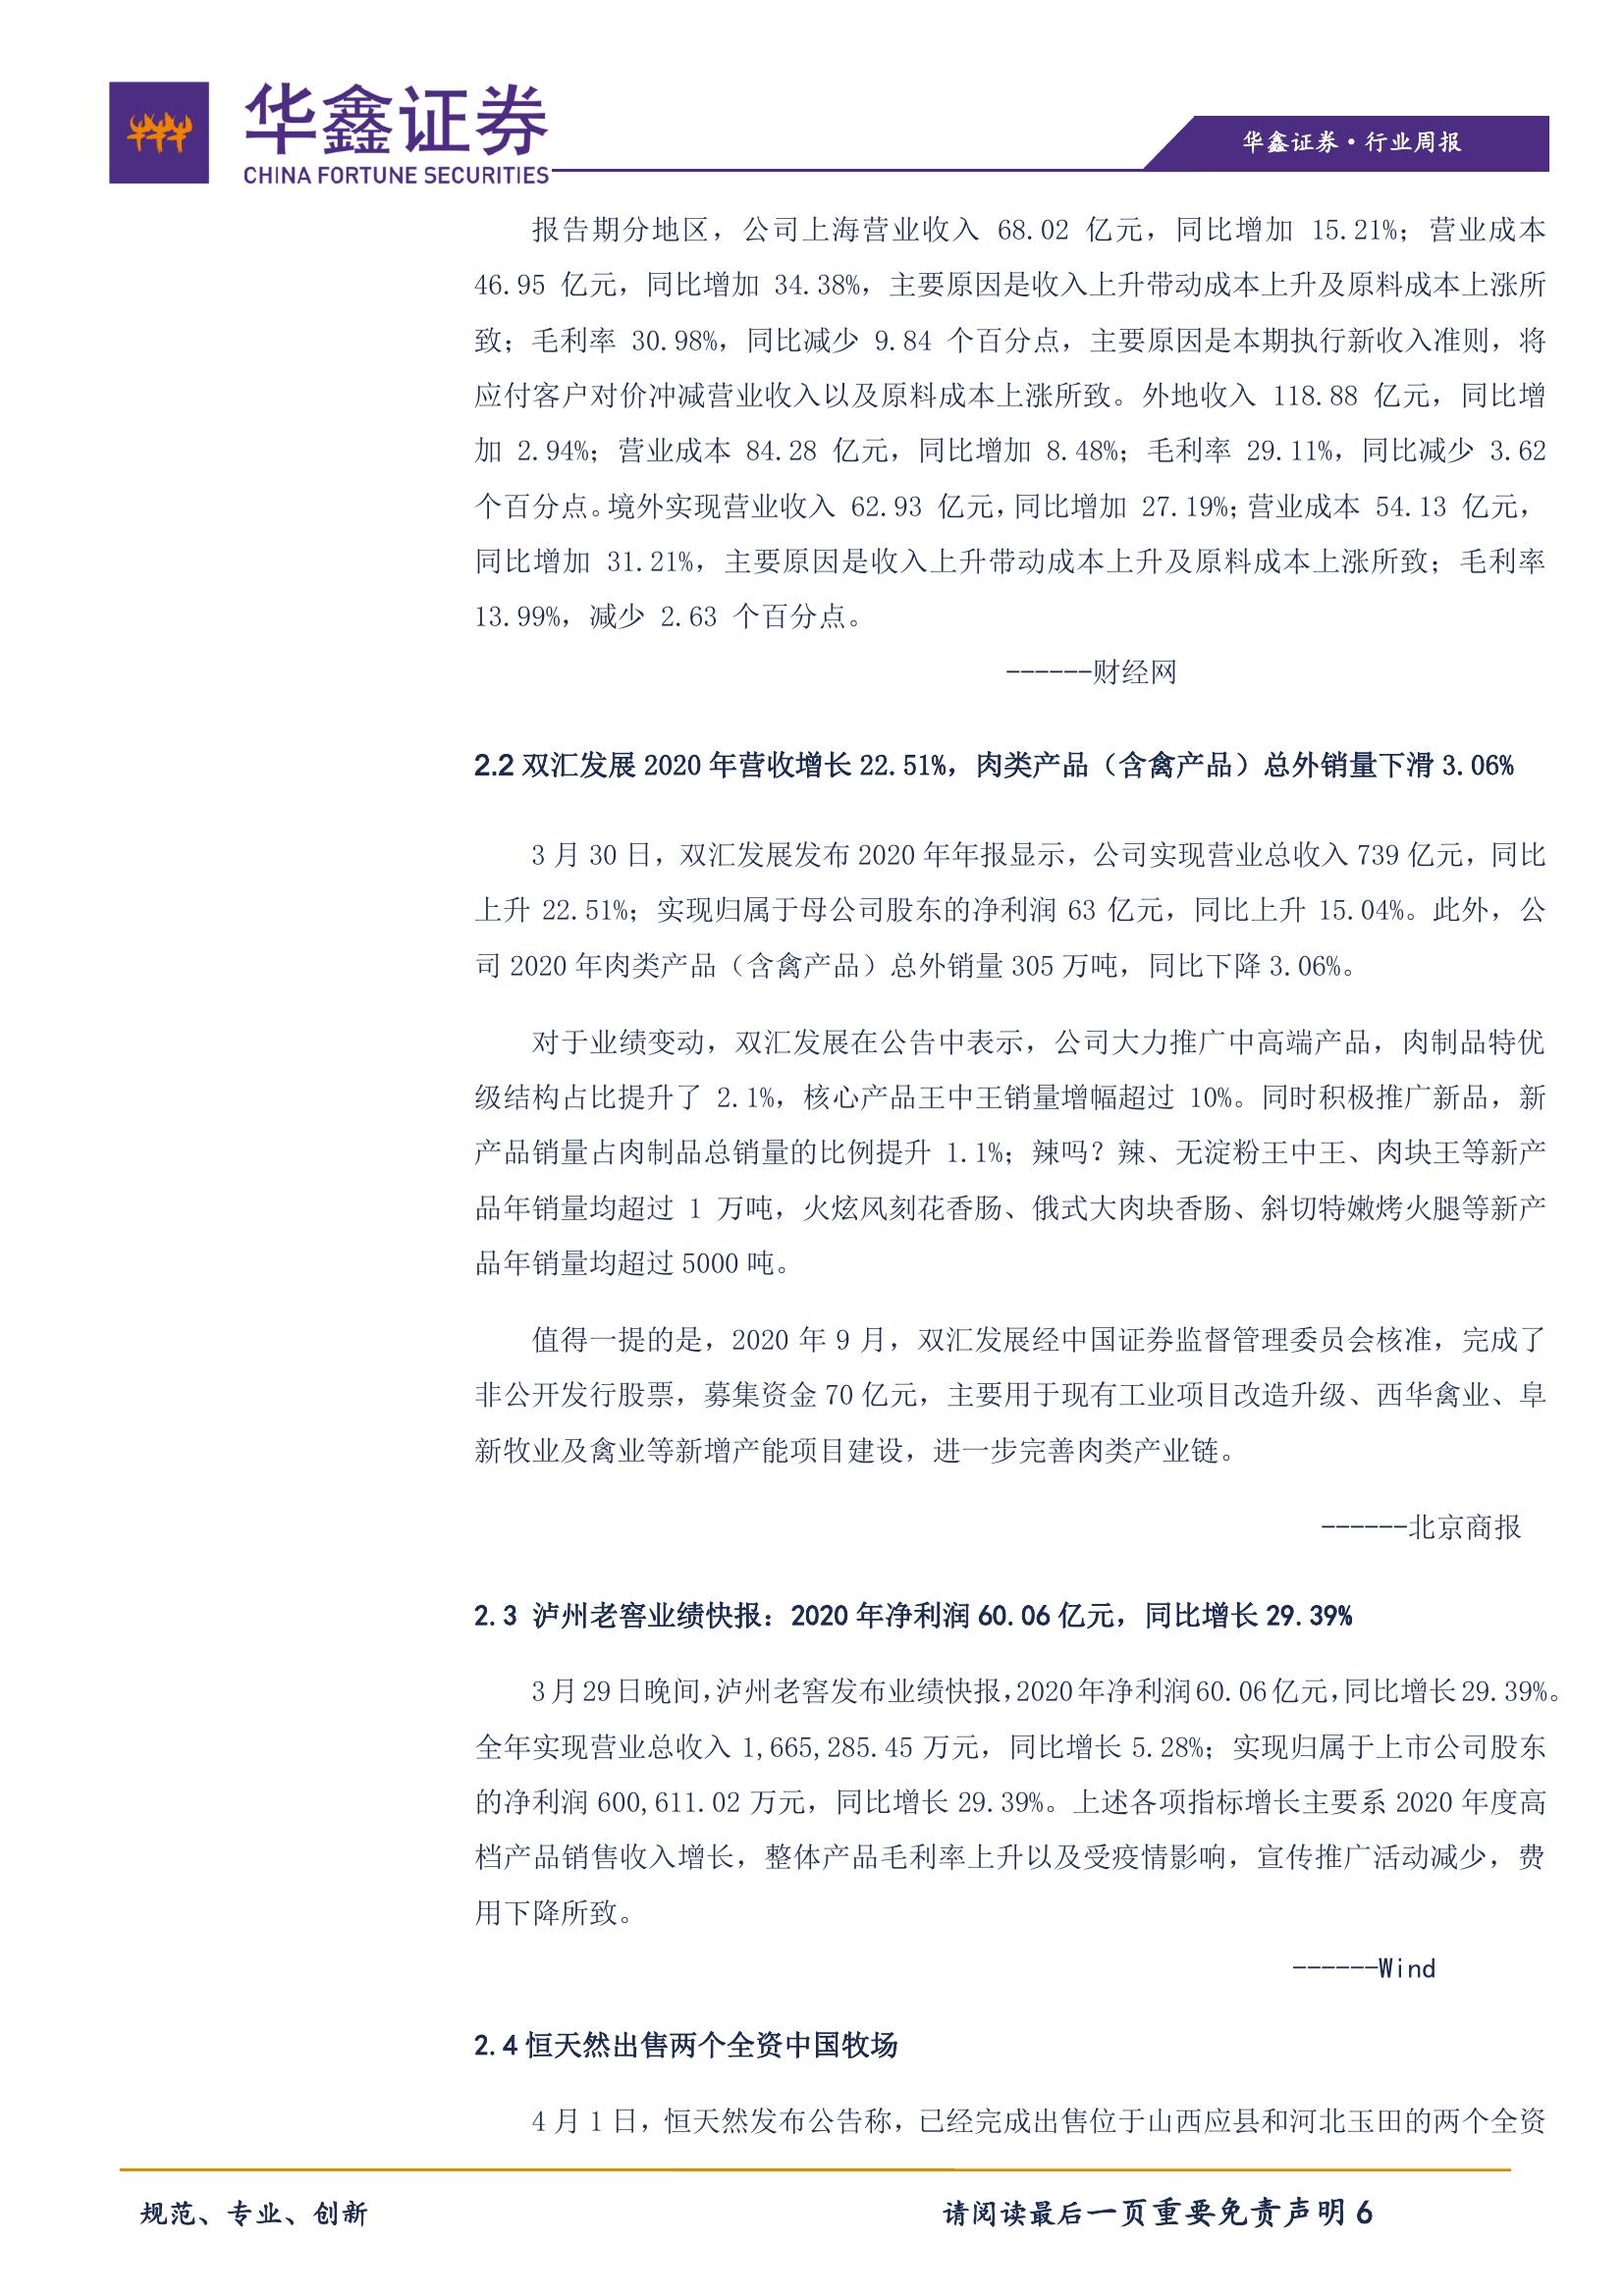 华鑫证券
CHINA FORTUNE SECURITIES
华鑫证券·行业周报
报告期分地区，公司上海营业收入 68.02 亿元，同比增加 15.21%；营业成本
46.95 亿元，同比增加 34.38%，主要原因是收入上升带动成本上升及原料成本上涨所
致；毛利率 30.98%，同比减少 9.84 个百分点，主要原因是本期执行新收入准则，将
应付客户对价冲减营业收入以及原料成本上涨所致。外地收入 118.88 亿元，同比增
加 2.94%；营业成本 84.28 亿元，同比增加 8.48%；毛利率 29.11%，同比减少 3.62
个百分点。境外实现营业收入 62.93 亿元，同比增加 27.19%；营业成本 54.13 亿元，
同比增加 31.21%，主要原因是收入上升带动成本上升及原料成本上涨所致；毛利率
13.99%，减少 2.63 个百分点。
------财经网
2.2 双汇发展 2020 年营收增长 22.51%，肉类产品（含禽产品）总外销量下滑 3.06%
3 月 30 日，双汇发展发布 2020 年年报显示，公司实现营业总收入 739 亿元，同比
上升 22.51%；实现归属于母公司股东的净利润 63 亿元，同比上升 15.04%。此外，公
司 2020 年肉类产品（含禽产品）总外销量 305 万吨，同比下降 3.06%。
对于业绩变动，双汇发展在公告中表示，公司大力推广中高端产品，肉制品特优
级结构占比提升了 2.1%，核心产品王中王销量增幅超过 10%。同时积极推广新品，新
产品销量占肉制品总销量的比例提升 1.1%；辣吗？辣、无淀粉王中王、肉块王等新产
品年销量均超过 1 万吨，火炫风刻花香肠、俄式大肉块香肠、斜切特嫩烤火腿等新产
品年销量均超过 5000 吨。
值得一提的是，2020 年 9 月，双汇发展经中国证券监督管理委员会核准，完成了
非公开发行股票，募集资金 70 亿元，主要用于现有工业项目改造升级、西华禽业、阜
新牧业及禽业等新增产能项目建设，进一步完善肉类产业链。
------北京商报
2.3 泸州老窖业绩快报：2020 年净利润 60.06 亿元，同比增长 29.39%
3 月 29 日晚间，泸州老窖发布业绩快报，2020 年净利润 60.06 亿元，同比增长 29.39%。
全年实现营业总收入 1,665,285.45 万元，同比增长 5.28%；实现归属于上市公司股东
的净利润 600,611.02 万元，同比增长 29.39%。上述各项指标增长主要系 2020 年度高
档产品销售收入增长，整体产品毛利率上升以及受疫情影响，宣传推广活动减少，费
用下降所致。
------Wind
2.4 恒天然出售两个全资中国牧场
4 月 1 日，恒天然发布公告称，已经完成出售位于山西应县和河北玉田的两个全资
规范、专业、创新
请阅读最后一页重要免责声明 6